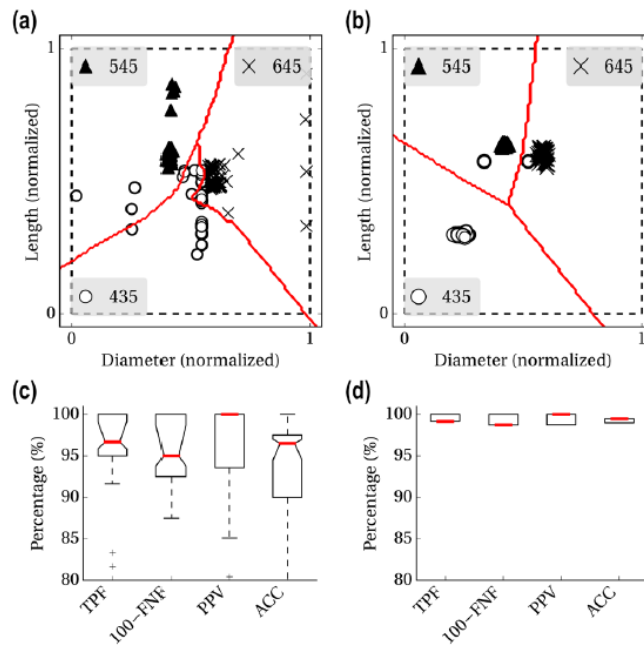 (a)
(b)
1
545
645
Length (normalized)
435
0
0
1
Diameter (normalized)
1
545
645
Length (normalized)
435
0
0
1
Diameter (normalized)
(c)
(d)
100
95
90
85
80
Percentage (%)
TPF
100-FNF
PPV
ACC
100
95
90
85
80
Percentage (%)
TPF
100-FNF
PPV
ACC